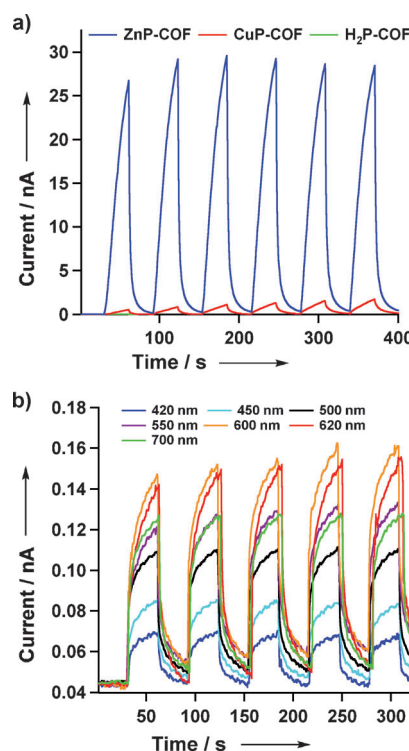 a)
ZnP-COF CuP-COF H₂P-COF
30
25
20
15
10
5
0
Current / nA
100 200 300 400
Time / s
b)
420 nm 450 nm 500 nm
550 nm 600 nm 620 nm
700 nm
0.18
0.16
0.14
0.12
0.10
0.08
0.06
0.04
Current / nA
50 100 150 200 250 300
Time / s